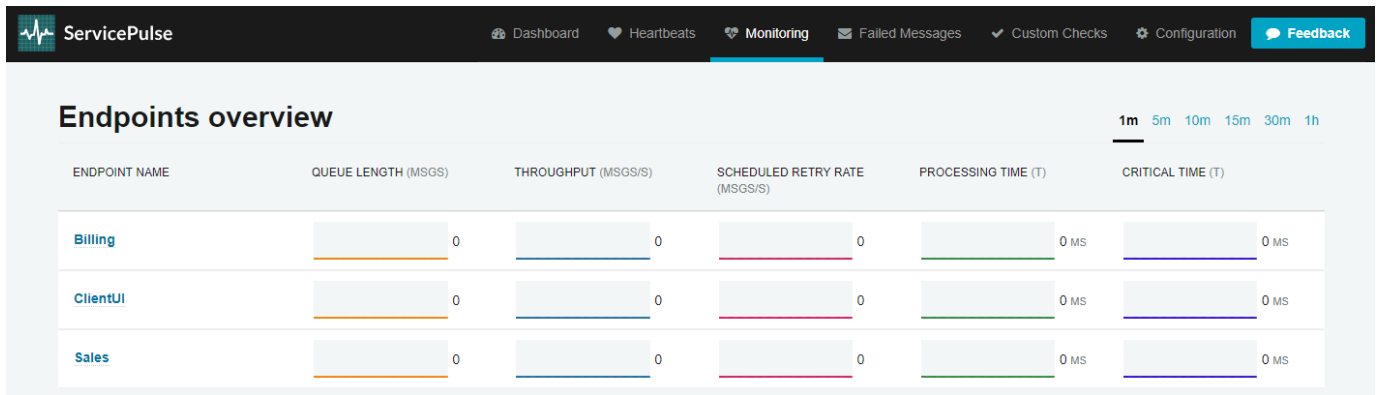 ServicePulse Dashboard Heartbeats Monitoring Failed Messages Custom Checks Configuration Feedback
Endpoints overview
1m 5m 10m 15m 30m 1h
ENDPOINT NAME QUEUE LENGTH (MSGS) THROUGHPUT (MSGS/S) SCHEDULED RETRY RATE (MSGS/S) PROCESSING TIME (T) CRITICAL TIME (T)
Billing 0 0 0 0 MS 0 MS
ClientUI 0 0 0 0 MS 0 MS
Sales 0 0 0 0 MS 0 MS